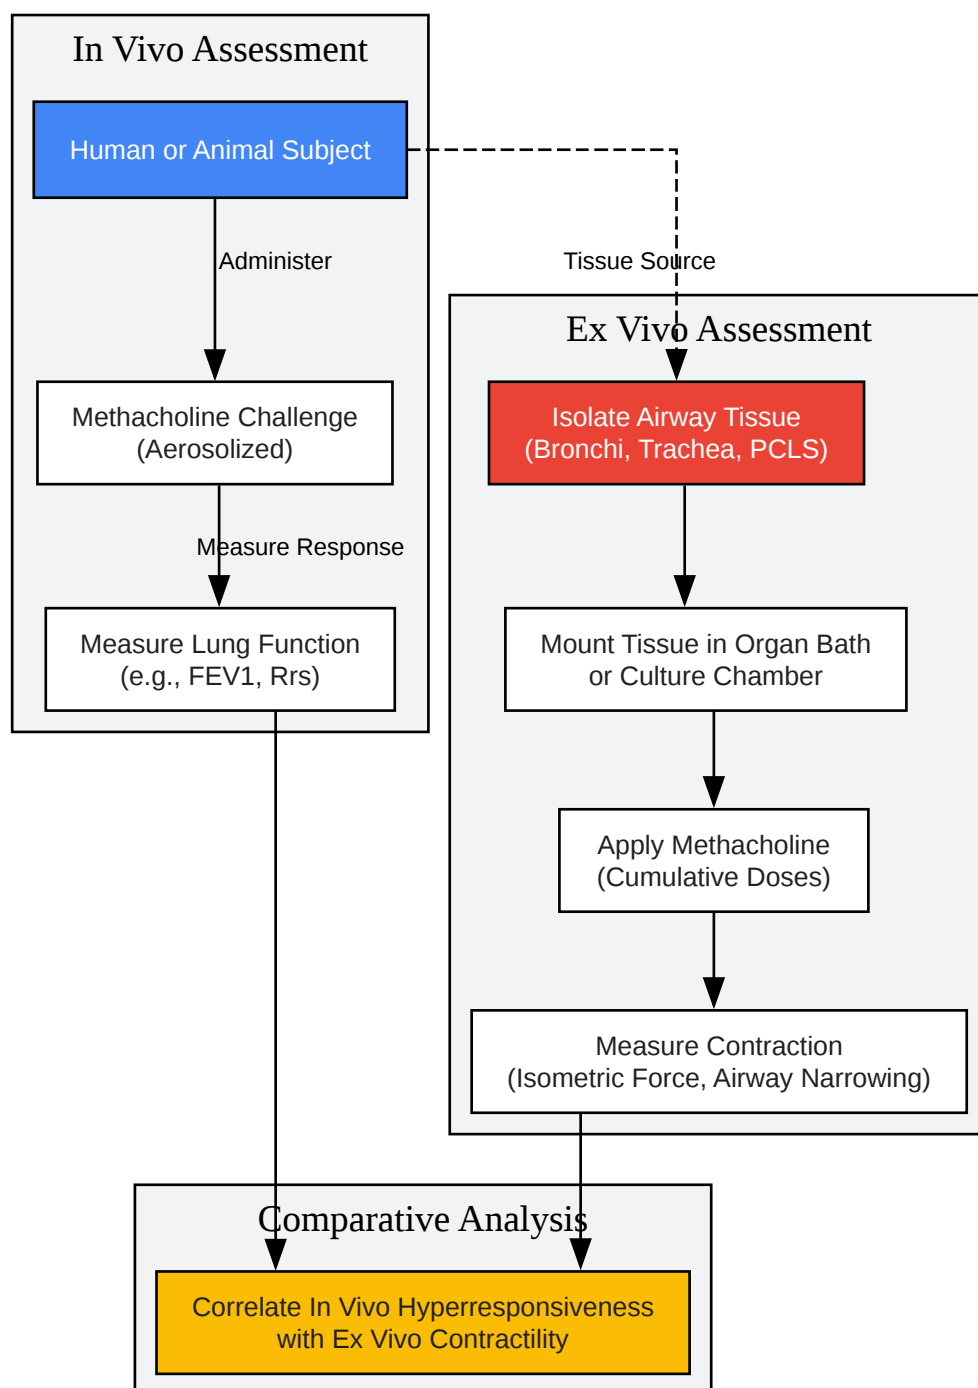 In Vivo Assessment
Human or Animal Subject
Administer
Tissue Source
Methacholine Challenge
(Aerosolized)
Measure Response
Measure Lung Function
(e.g., FEV1, Rrs)
Ex Vivo Assessment
Isolate Airway Tissue
(Bronchi, Trachea, PCLS)
Mount Tissue in Organ Bath
or Culture Chamber
Apply Methacholine
(Cumulative Doses)
Measure Contraction
(Isometric Force, Airway Narrowing)
Comparative Analysis
Correlate In Vivo Hyperresponsiveness
with Ex Vivo Contractility